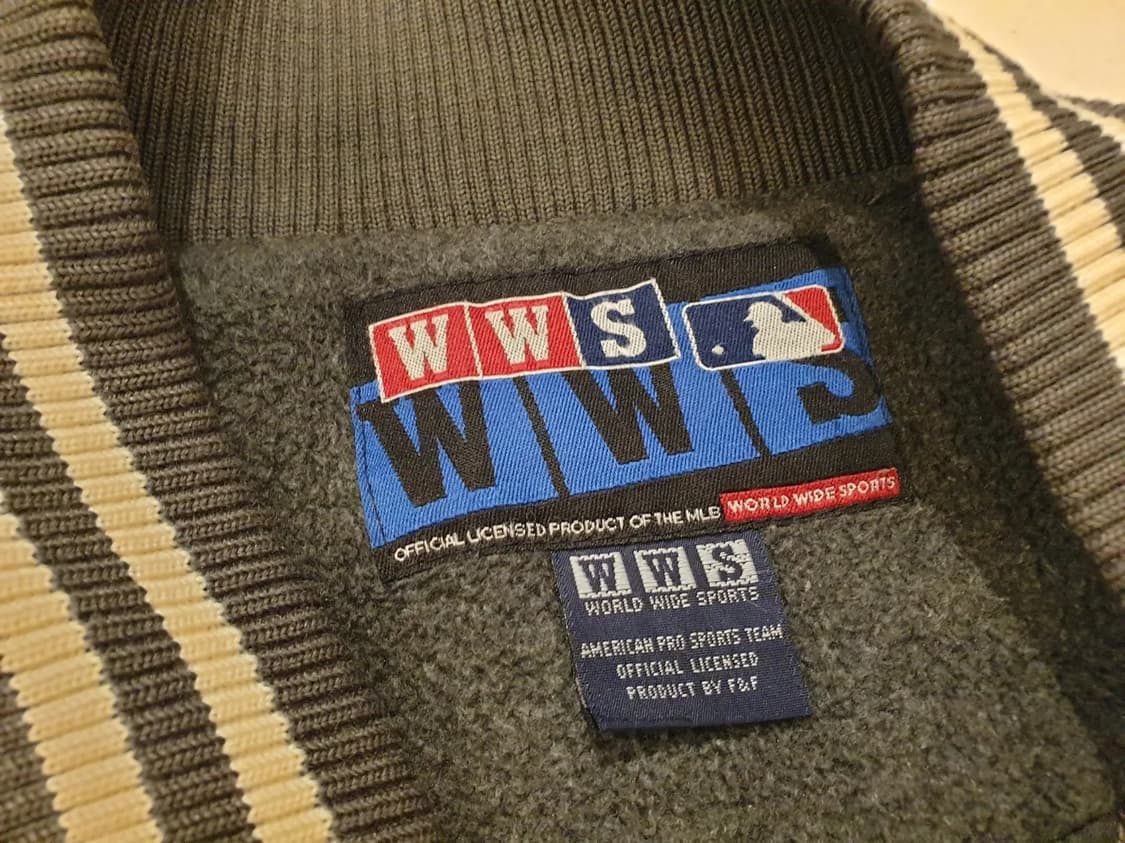 WWS
WWS
OFFICIAL LICENSED PRODUCT OF THE MLB WORLD WIDE SPORTS
WWS
WORLD WIDE SPORTS
AMERICAN PRO SPORTS TEAM
OFFICIAL LICENSED
PRODUCT BY F&F